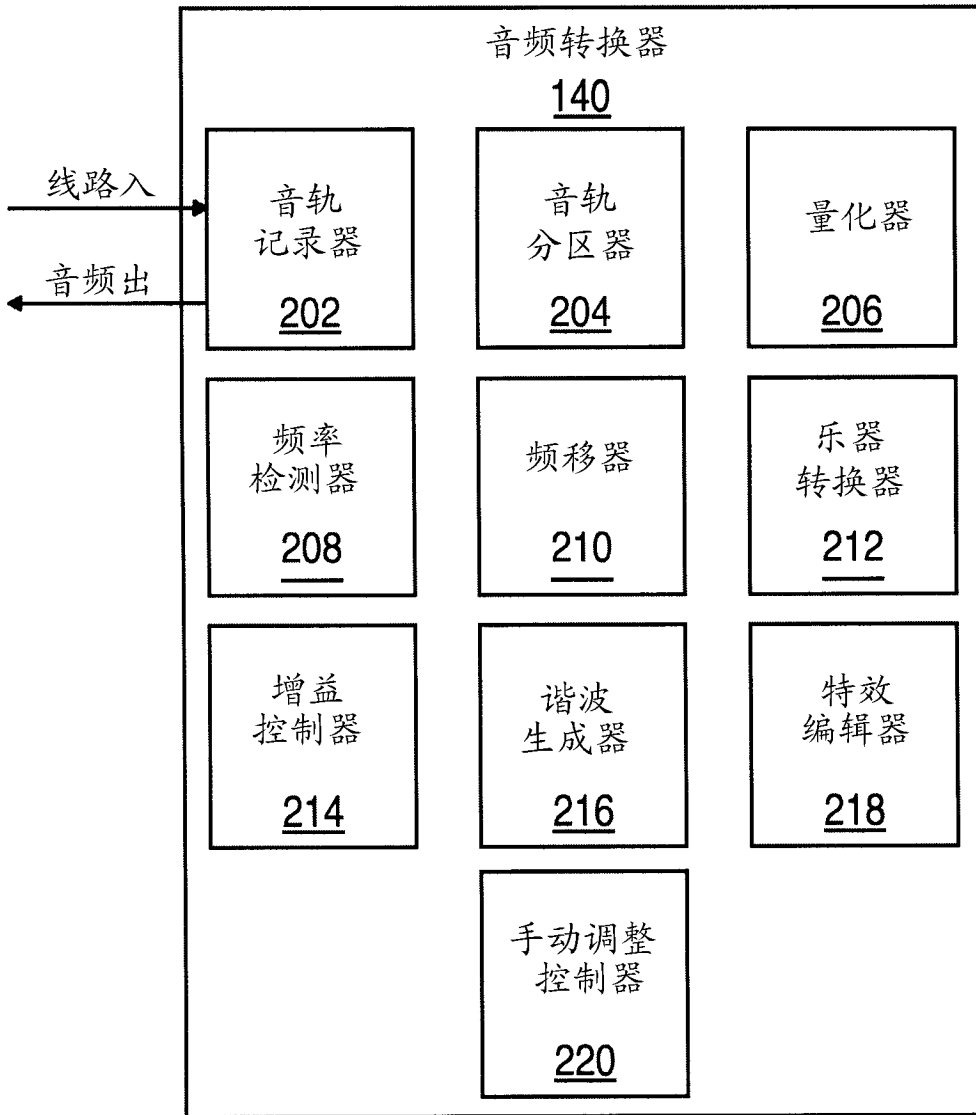 音频转换器
140
线路入
音频出
音轨
记录器
202
音轨
分区器
204
量化器
206
频率
检测器
208
频移器
210
乐器
转换器
212
增益
控制器
214
谐波
生成器
216
特效
编辑器
218
手动调整
控制器
220